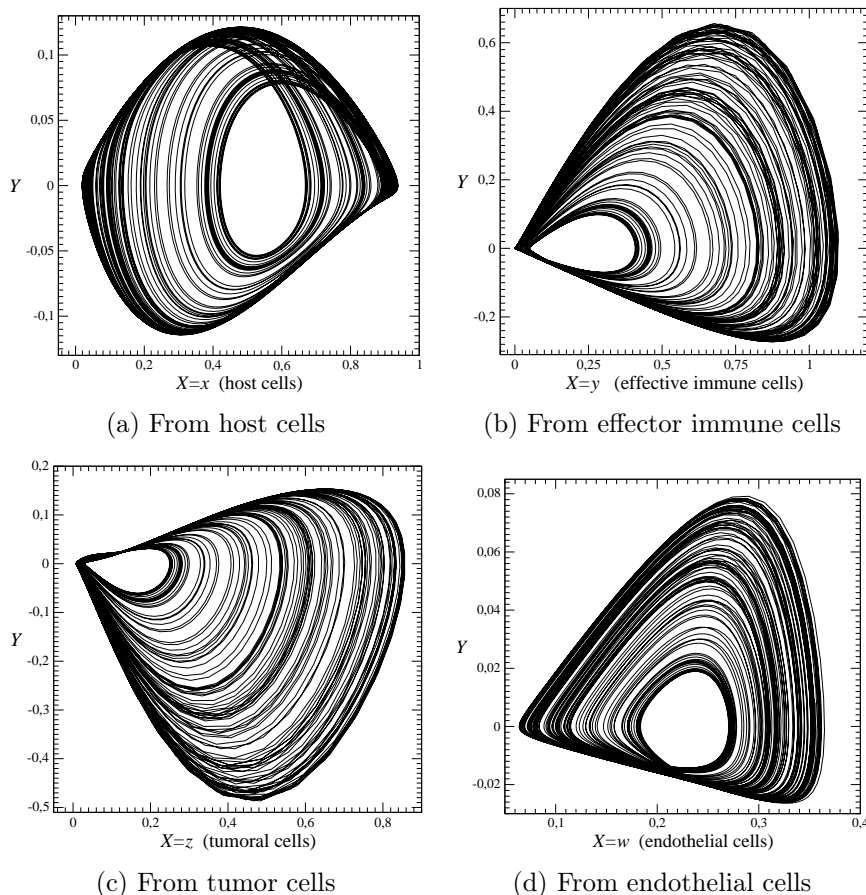 0,1
0,05
0
-0,05
-0,1
Y
0 0,2 0,4 0,6 0,8 1
X=x (host cells)
(a) From host cells
0,6
0,4
0,2
0
-0,2
Y
0 0,25 0,5 0,75 1
X=y (effective immune cells)
(b) From effector immune cells
0,2
0,1
0
-0,1
-0,2
-0,3
-0,4
-0,5
Y
0 0,2 0,4 0,6 0,8
X=z (tumoral cells)
(c) From tumor cells
0,08
0,06
0,04
0,02
0
-0,02
Y
0,1 0,2 0,3 0,4
X=w (endothelial cells)
(d) From endothelial cells